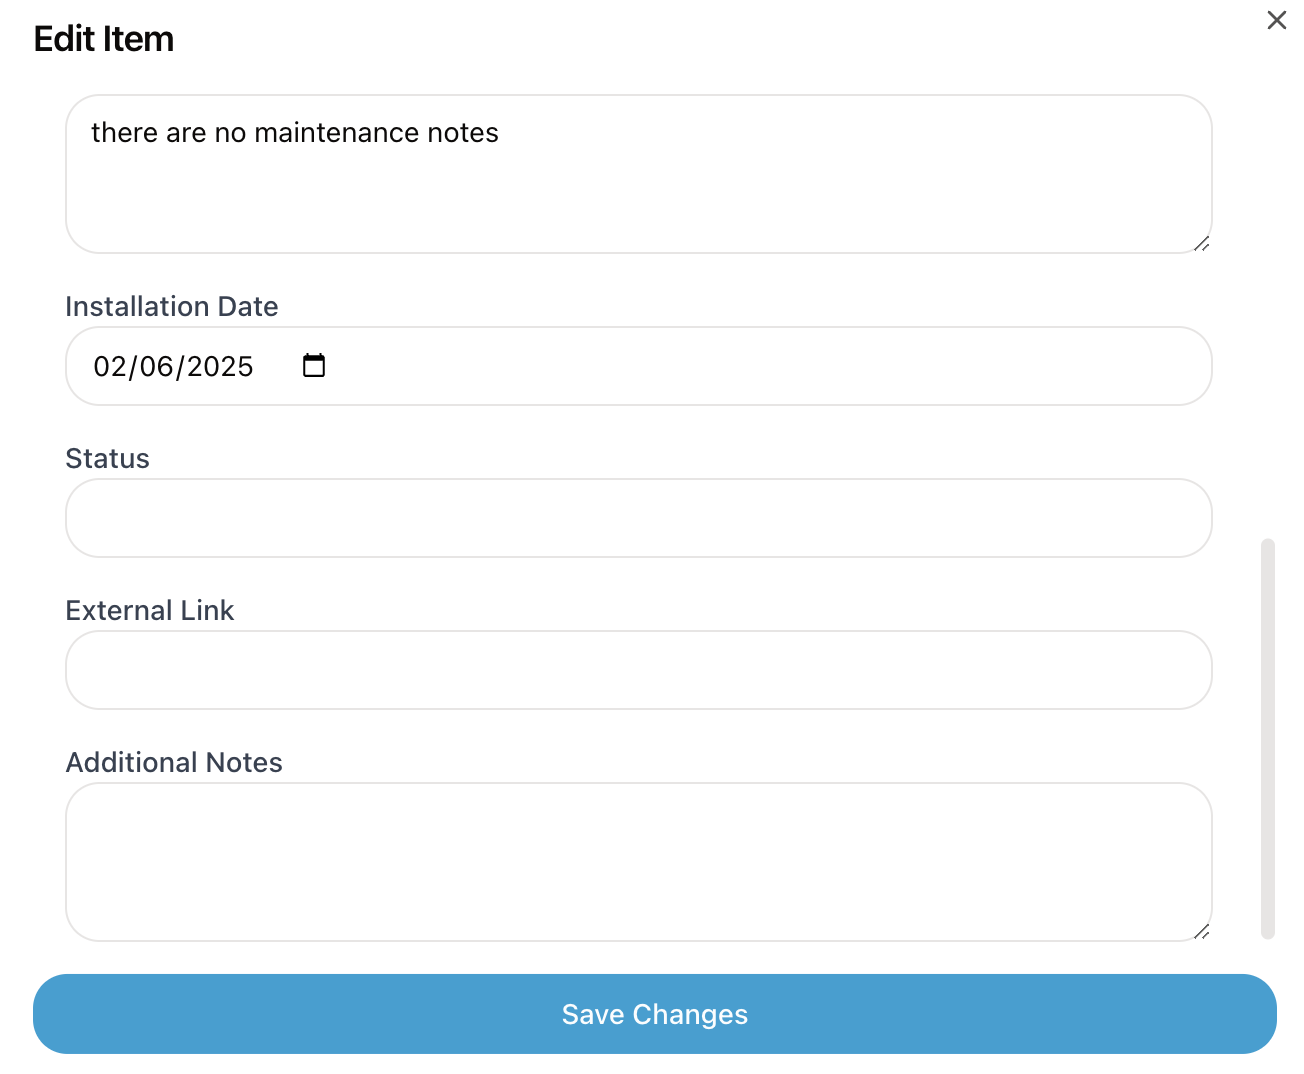 Edit Item
there are no maintenance notes
Installation Date
02/06/2025
Status
External Link
Additional Notes
Save Changes